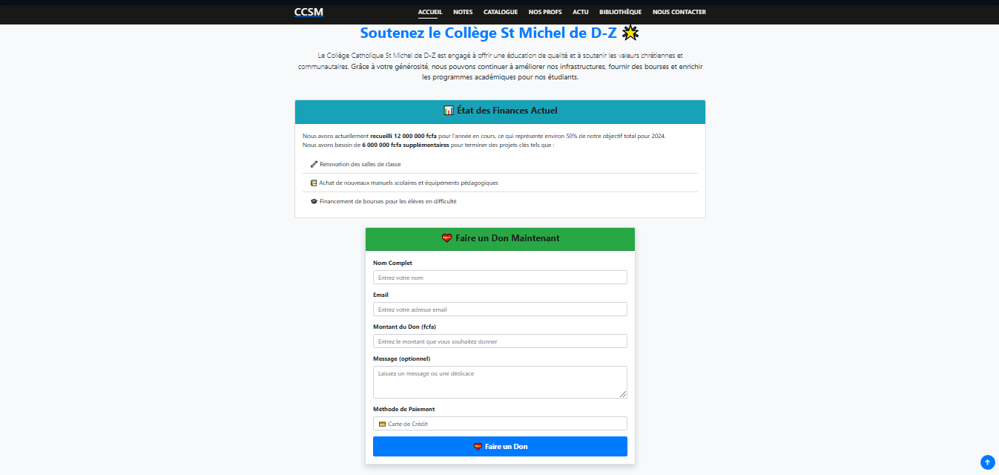 CCSM
ACCUEIL NOTES CATALOGUE NOS PROFS ACTU BIBLIOTHÈQUE NOUS CONTACTER
Soutenez le Collège St Michel de D-Z
Le Collège Catholique St Michel de D-Z est engagé à offrir une éducation de qualité et à soutenir les valeurs chrétiennes et
communautaires. Grâce à votre générosité, nous pouvons continuer à améliorer nos infrastructures, fournir des bourses et enrichir
les programmes académiques pour nos étudiants.
État des Finances Actuel
Nous avons actuellement recueilli 12 000 000 fcfa pour l'année en cours, ce qui représente environ 50% de notre objectif total pour 2024.
Nous avons besoin de 6 000 000 fcfa supplémentaires pour terminer des projets clés tels que :
Rénovation des salles de classe
Achat de nouveaux manuels scolaires et équipements pédagogiques
Financement de bourses pour les élèves en difficulté
Faire un Don Maintenant
Nom Complet
Entrez votre nom
Email
Entrez votre adresse email
Montant du Don (fcfa)
Entrez le montant que vous souhaitez donner
Message (optionnel)
Laissez un message ou une dédicace
Méthode de Paiement
Carte de Crédit
Faire un Don